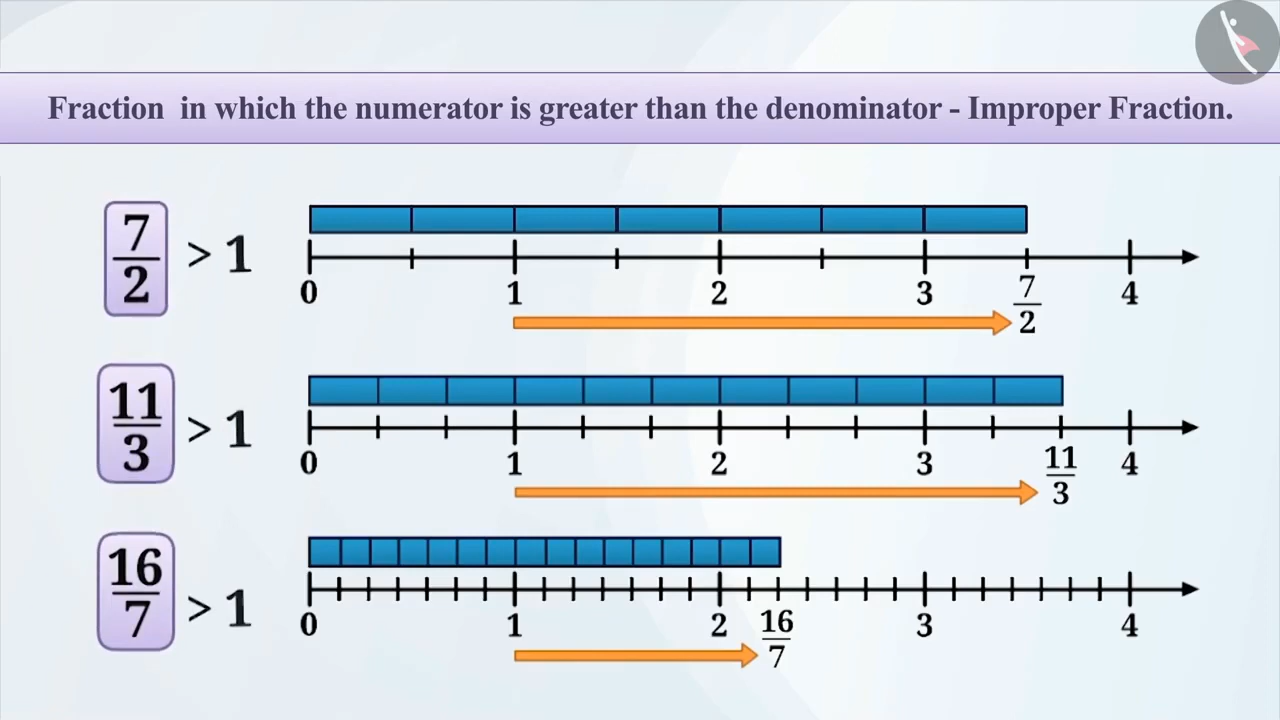 Fraction in which the numerator is greater than the denominator - Improper Fraction.
7/2 > 1
0 1 2 3 7/2 4
11/3 > 1
0 1 2 3 11/3 4
16/7 > 1
0 1 2 16/7 3 4